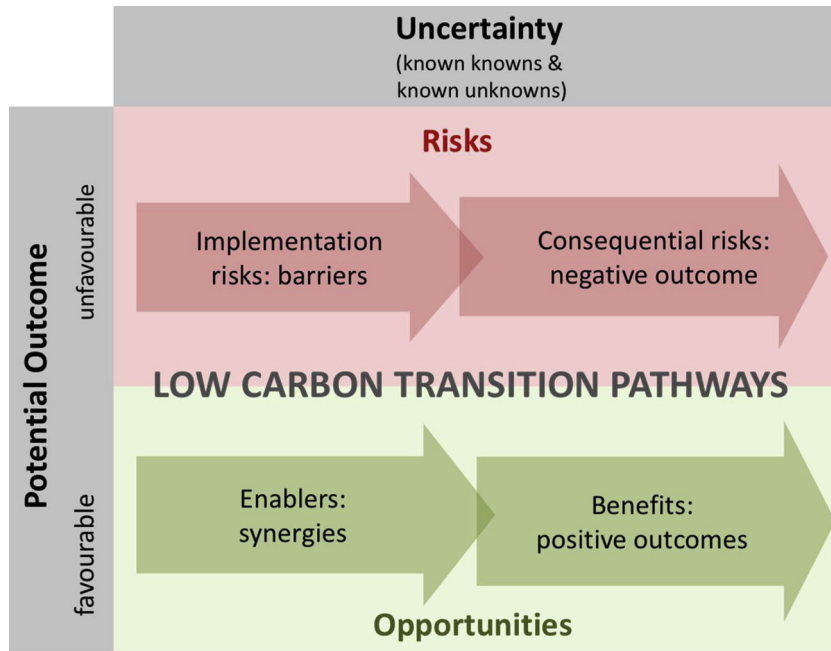 Uncertainty
(known knowns &
known unknowns)
Potential Outcome
unfavourable
favourable
Risks
Implementation
risks: barriers
Consequential risks:
negative outcome
LOW CARBON TRANSITION PATHWAYS
Enablers:
synergies
Benefits:
positive outcomes
Opportunities